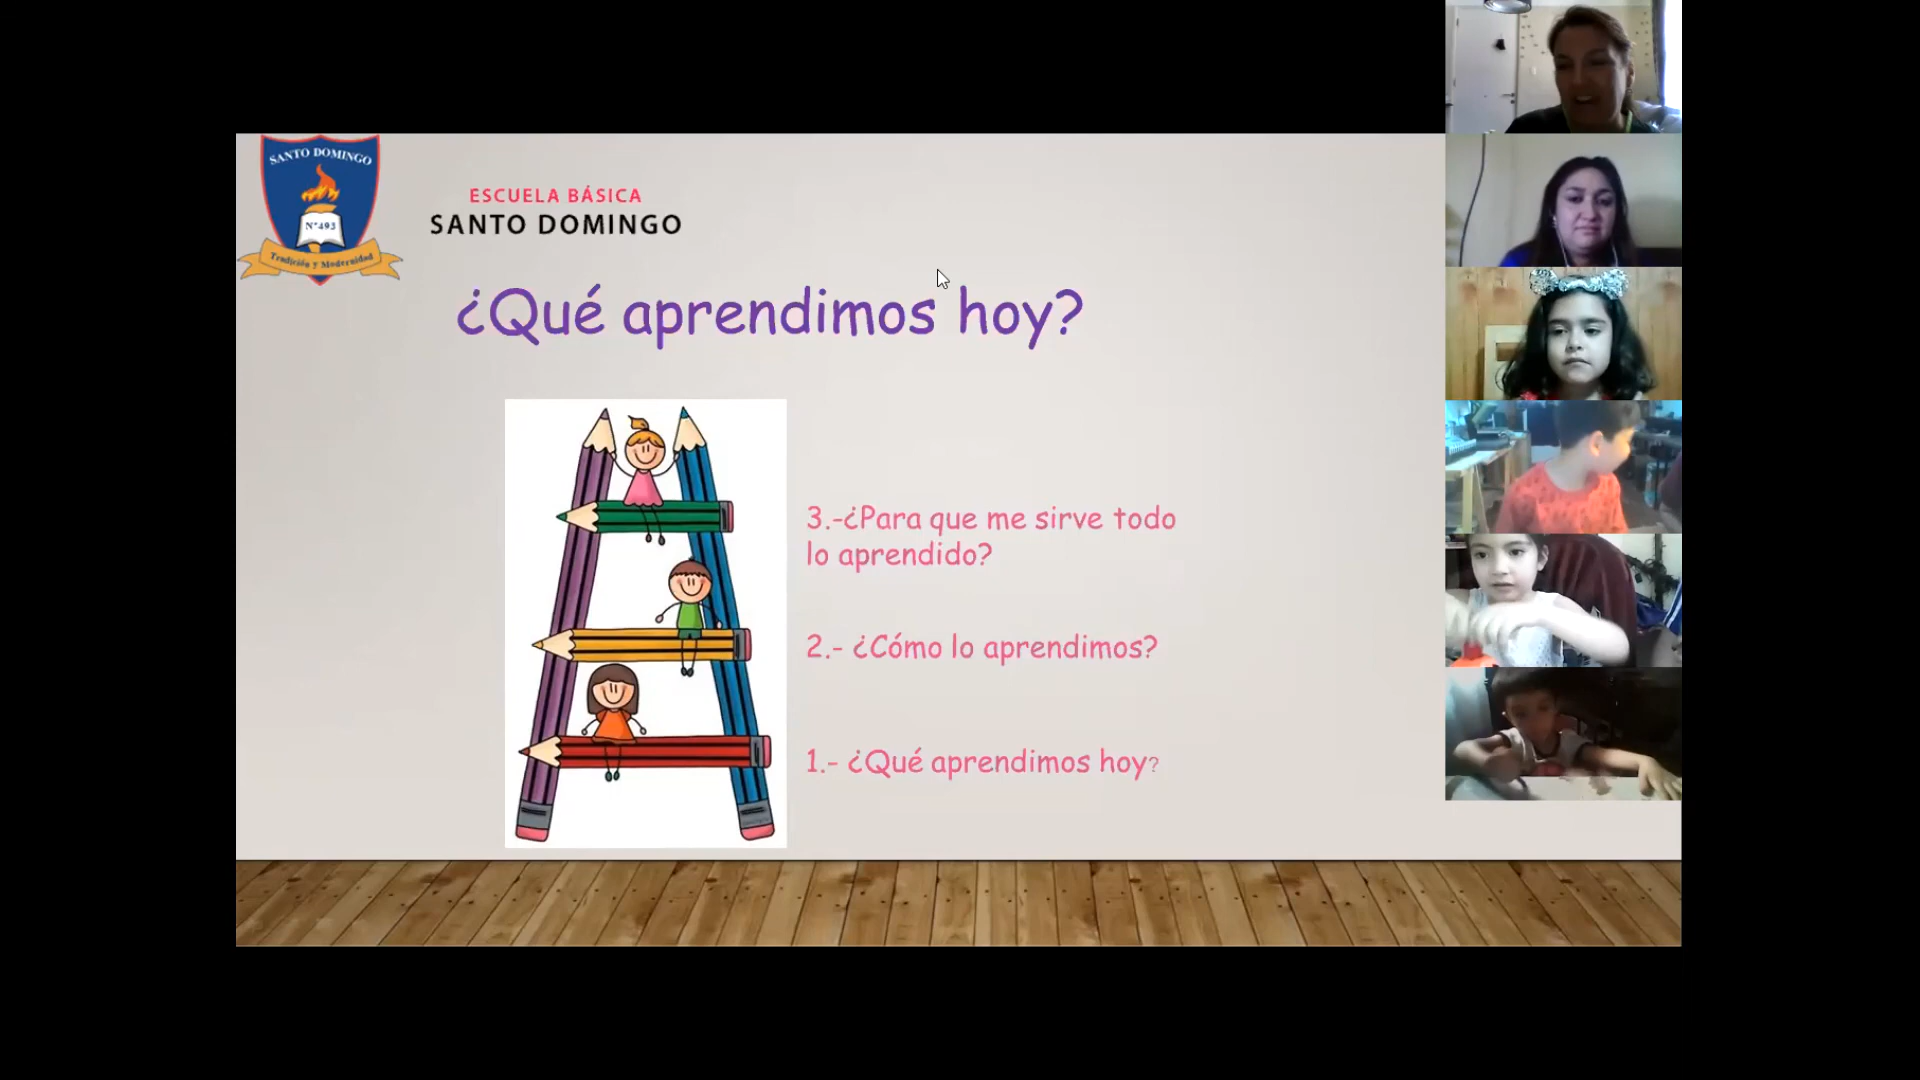 SANTO DOMINGO
N°493
Tradición y Modernidad
ESCUELA BÁSICA
SANTO DOMINGO
¿Qué aprendimos hoy?
3.-¿Para que me sirve todo
lo aprendido?
2.- ¿Cómo lo aprendimos?
1.- ¿Qué aprendimos hoy?